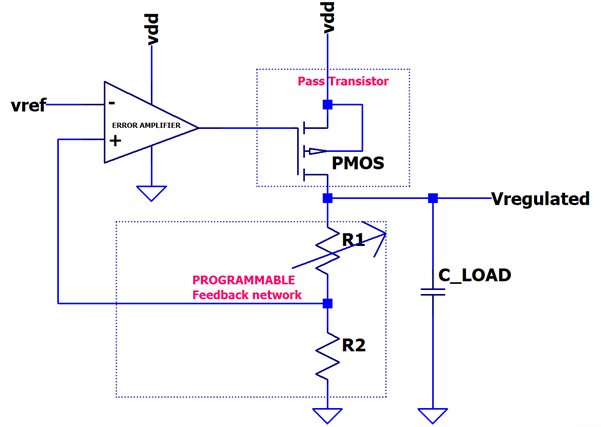 vdd
vdd
Pass Transistor
vref
-
ERROR AMPLIFIER
+
PMOS
Vregulated
R1
PROGRAMMABLE
Feedback network
C_LOAD
R2